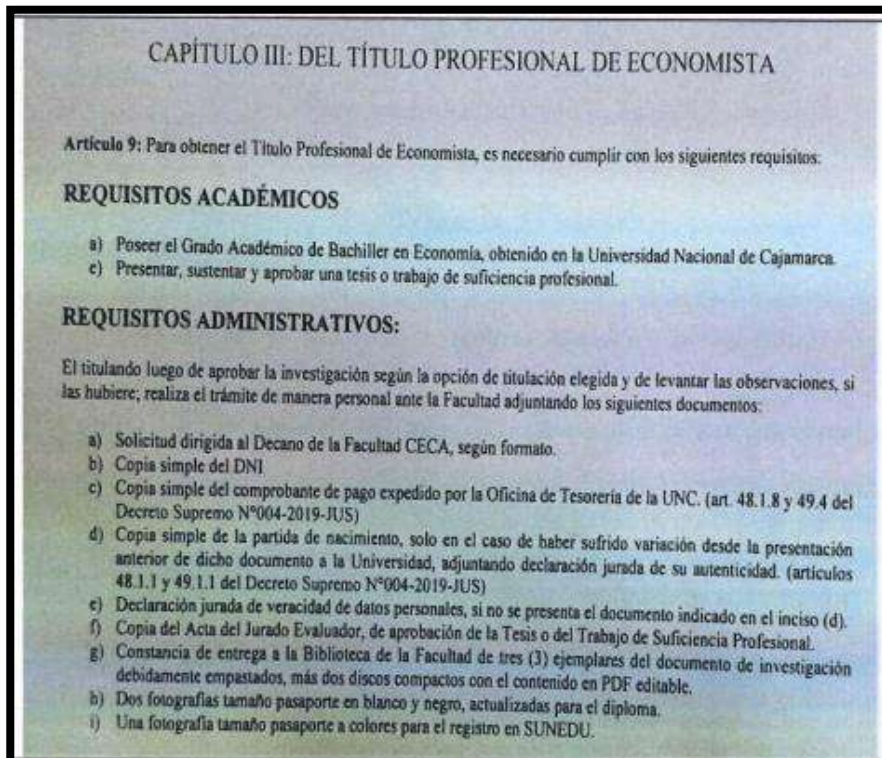 CAPÍTULO III: DEL TÍTULO PROFESIONAL DE ECONOMISTA
Artículo 9: Para obtener el Título Profesional de Economista, es necesario cumplir con los siguientes requisitos:
REQUISITOS ACADÉMICOS
a) Poseer el Grado Académico de Bachiller en Economía, obtenido en la Universidad Nacional de Cajamarca.
c) Presentar, sustentar y aprobar una tesis o trabajo de suficiencia profesional.
REQUISITOS ADMINISTRATIVOS:
El titulando luego de aprobar la investigación según la opción de titulación elegida y de levantar las observaciones, si
las hubiere; realiza el trámite de manera personal ante la Facultad adjuntando los siguientes documentos:
a) Solicitud dirigida al Decano de la Facultad CECA, según formato.
b) Copia simple del DNI
c) Copia simple del comprobante de pago expedido por la Oficina de Tesorería de la UNC. (art. 48.1.8 y 49.4 del
Decreto Supremo N°004-2019-JUS)
d) Copia simple de la partida de nacimiento, solo en el caso de haber sufrido variación desde la presentación
anterior de dicho documento a la Universidad, adjuntando declaración jurada de su autenticidad. (artículos
48.1.1 y 49.1.1 del Decreto Supremo N°004-2019-JUS)
e) Declaración jurada de veracidad de datos personales, si no se presenta el documento indicado en el inciso (d).
f) Copia del Acta del Jurado Evaluador, de aprobación de la Tesis o del Trabajo de Suficiencia Profesional.
g) Constancia de entrega a la Biblioteca de la Facultad de tres (3) ejemplares del documento de investigación
debidamente empastados, más dos discos compactos con el contenido en PDF editable.
h) Dos fotografías tamaño pasaporte en blanco y negro, actualizadas para el diploma.
i) Una fotografía tamaño pasaporte a colores para el registro en SUNEDU.